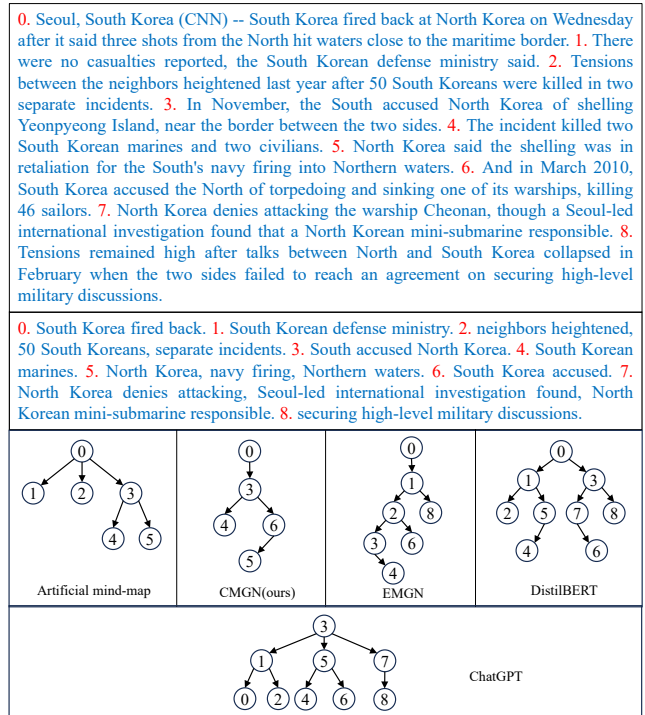 0. Seoul, South Korea (CNN) -- South Korea fired back at North Korea on Wednesday
after it said three shots from the North hit waters close to the maritime border. 1. There
were no casualties reported, the South Korean defense ministry said. 2. Tensions
between the neighbors heightened last year after 50 South Koreans were killed in two
separate incidents. 3. In November, the South accused North Korea of shelling
Yeonpyeong Island, near the border between the two sides. 4. The incident killed two
South Korean marines and two civilians. 5. North Korea said the shelling was in
retaliation for the South's navy firing into Northern waters. 6. And in March 2010,
South Korea accused the North of torpedoing and sinking one of its warships, killing
46 sailors. 7. North Korea denies attacking the warship Cheonan, though a Seoul-led
international investigation found that a North Korean mini-submarine responsible. 8.
Tensions remained high after talks between North and South Korea collapsed in
February when the two sides failed to reach an agreement on securing high-level
military discussions.
0. South Korea fired back. 1. South Korean defense ministry. 2. neighbors heightened,
50 South Koreans, separate incidents. 3. South accused North Korea. 4. South Korean
marines. 5. North Korea, navy firing, Northern waters. 6. South Korea accused. 7.
North Korea denies attacking, Seoul-led international investigation found, North
Korean mini-submarine responsible. 8. securing high-level military discussions.
0
1 2 3
4 5
Artificial mind-map
0
3
4 6
5
CMGN(ours)
0
1
2 8
3 6
4
EMGN
0
1 3
2 5 7 8
4 6
DistilBERT
3
1 5 7
0 2 4 6 8
ChatGPT